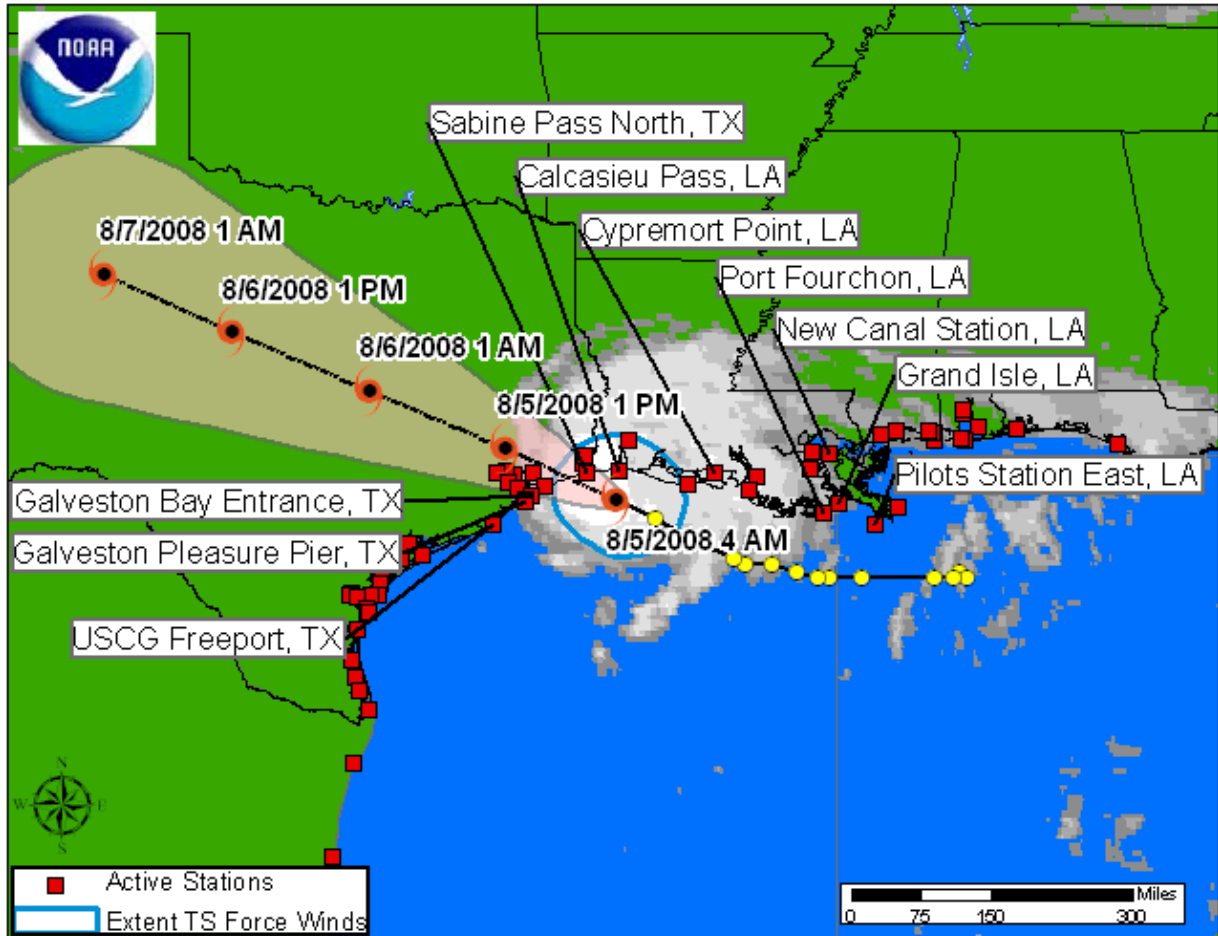 NOAA
Sabine Pass North, TX
Calcasieu Pass, LA
8/7/2008 1 AM
Cypremort Point, LA
Port Fourchon, LA
8/6/2008 1 PM
New Canal Station, LA
8/6/2008 1 AM
Grand Isle, LA
8/5/2008 1 PM
Pilots Station East, LA
Galveston Bay Entrance, TX
8/5/2008 4 AM
Galveston Pleasure Pier, TX
USCG Freeport, TX
N
W E
S
Active Stations
Extent TS Force Winds
Miles
0 75 150 300